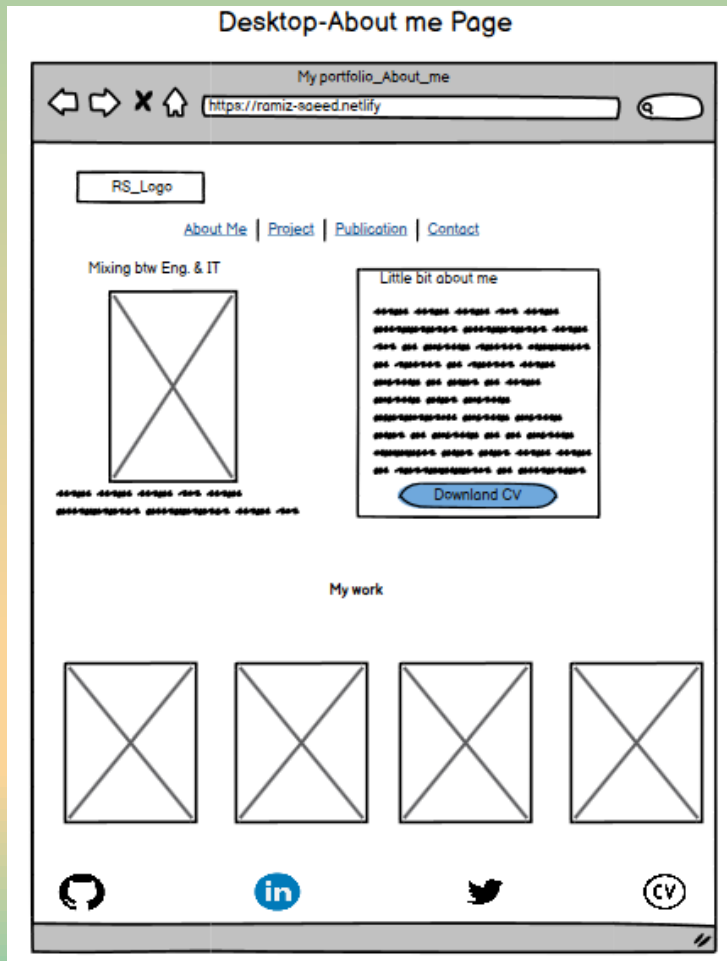 Desktop-About me Page
My portfolio_About_me
https://ramiz-saeed.netlify
RS_Logo
About Me | Project | Publication | Contact
Mixing btw Eng. & IT
Little bit about me
Downland CV
My work
in
CV